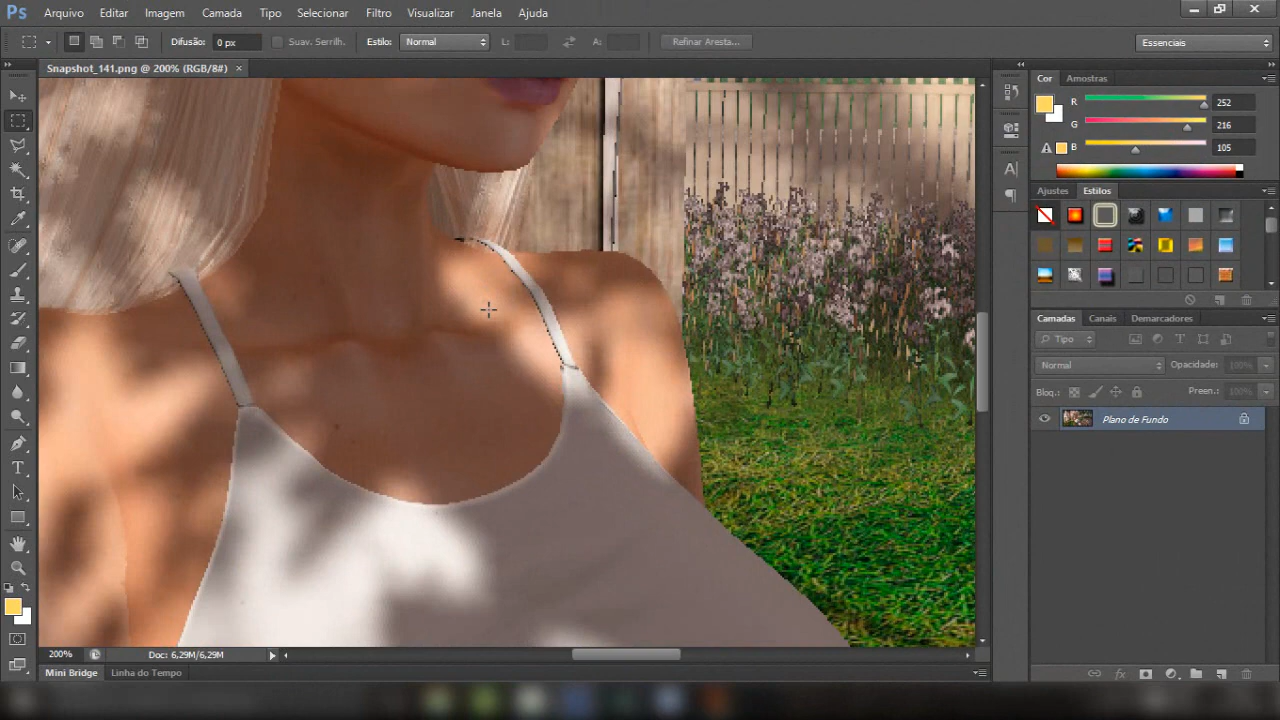 Ps Arquivo Editar Imagem Camada Tipo Selecionar Filtro Visualizar Janela Ajuda
Difusão: 0 px Suav. Serrilh. Estilo: Normal L: A: Refinar Aresta... Essenciais
Snapshot_141.png @ 200% (RGB/8#) ×
Cor Amostras
R 252
G 216
B 105
Ajustes Estilos
Camadas Canais Demarcadores
Tipo
Normal Opacidade: 100%
Bloq.: Preen.: 100%
Plano de Fundo
200% Doc: 6,29M/6,29M
Mini Bridge Linha do Tempo